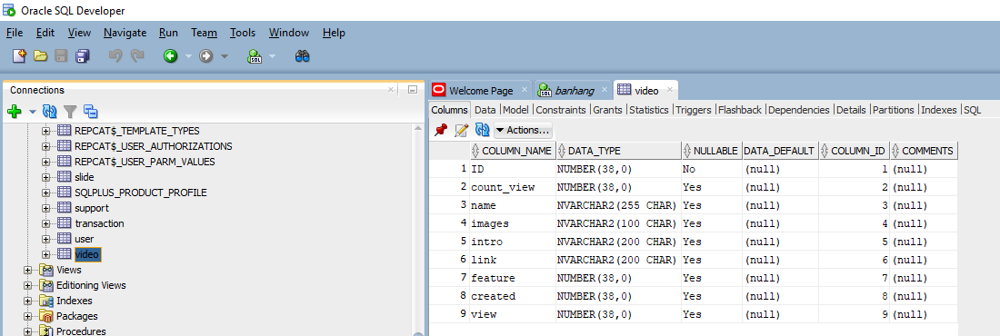 Oracle SQL Developer
File Edit View Navigate Run Team Tools Window Help
SQL
Connections
Welcome Page banhang video
Columns Data Model Constraints Grants Statistics Triggers Flashback Dependencies Details Partitions Indexes SQL
Actions...
REPCAT$_TEMPLATE_TYPES
REPCAT$_USER_AUTHORIZATIONS
REPCAT$_USER_PARM_VALUES
slide
SQLPLUS_PRODUCT_PROFILE
support
transaction
user
video
Views
Editioning Views
Indexes
Packages
Procedures
COLUMN_NAME DATA_TYPE NULLABLE DATA_DEFAULT COLUMN_ID COMMENTS
1 ID NUMBER(38,0) No (null) 1 (null)
2 count_view NUMBER(38,0) Yes (null) 2 (null)
3 name NVARCHAR2(255 CHAR) Yes (null) 3 (null)
4 images NVARCHAR2(100 CHAR) Yes (null) 4 (null)
5 intro NVARCHAR2(200 CHAR) Yes (null) 5 (null)
6 link NVARCHAR2(200 CHAR) Yes (null) 6 (null)
7 feature NUMBER(38,0) Yes (null) 7 (null)
8 created NUMBER(38,0) Yes (null) 8 (null)
9 view NUMBER(38,0) Yes (null) 9 (null)